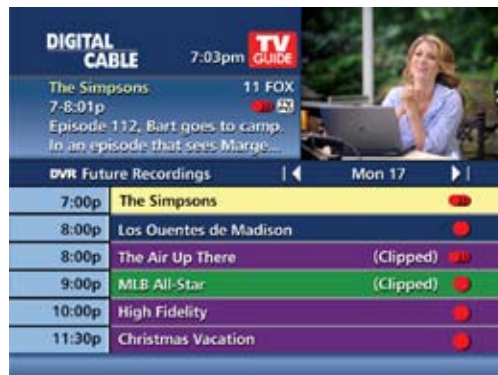 DIGITAL CABLE
7:03pm
TV GUIDE
The Simpsons 11 FOX
7-8:01p
Episode 112, Bart goes to camp.
In an episode that sees Marge...
DVR Future Recordings Mon 17
7:00p The Simpsons
8:00p Los Ouentes de Madison
8:00p The Air Up There (Clipped)
9:00p MLB All-Star (Clipped)
10:00p High Fidelity
11:30p Christmas Vacation